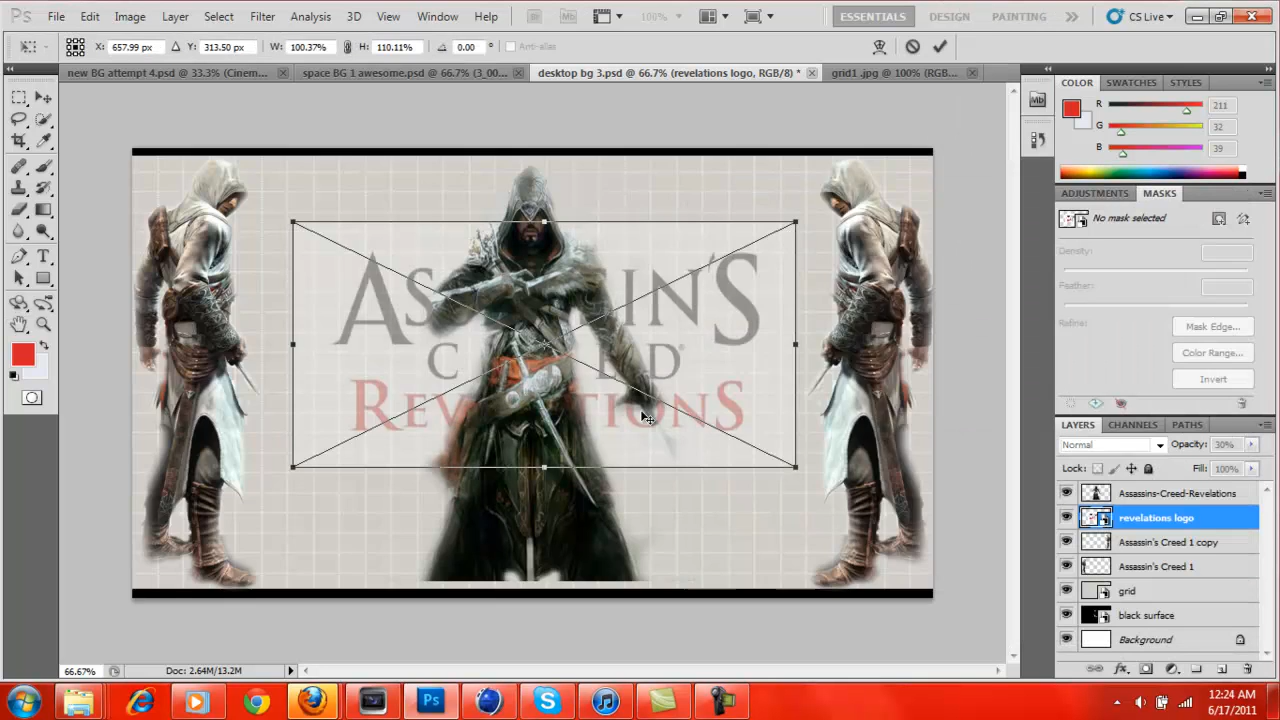 Ps File Edit Image Layer Select Filter Analysis 3D View Window Help Br Mb 100% ESSENTIALS DESIGN PAINTING CS Live
X: 657.99 px Y: 313.50 px W: 100.37% H: 110.11% 0.00 ° Anti-alias
new BG attempt 4.psd @ 33.3% (Cinem... space BG 1 awesome.psd @ 66.7% (3_00... desktop bg 3.psd @ 66.7% (revelations logo, RGB/8) * grid1 .jpg @ 100% (RGB...
COLOR SWATCHES STYLES
Mb
R 211
G 32
B 39
ADJUSTMENTS MASKS
No mask selected
Density:
Feather:
Refine: Mask Edge...
Color Range...
Invert
ASSASSIN'S
REVELATIONS
LAYERS CHANNELS PATHS
Normal Opacity: 30%
Lock: Fill: 100%
Assassins-Creed-Revelations
revelations logo
Assassin's Creed 1 copy
Assassin's Creed 1
grid
black surface
Background
66.67% Doc: 2.64M/13.2M
Ps
12:24 AM
6/17/2011